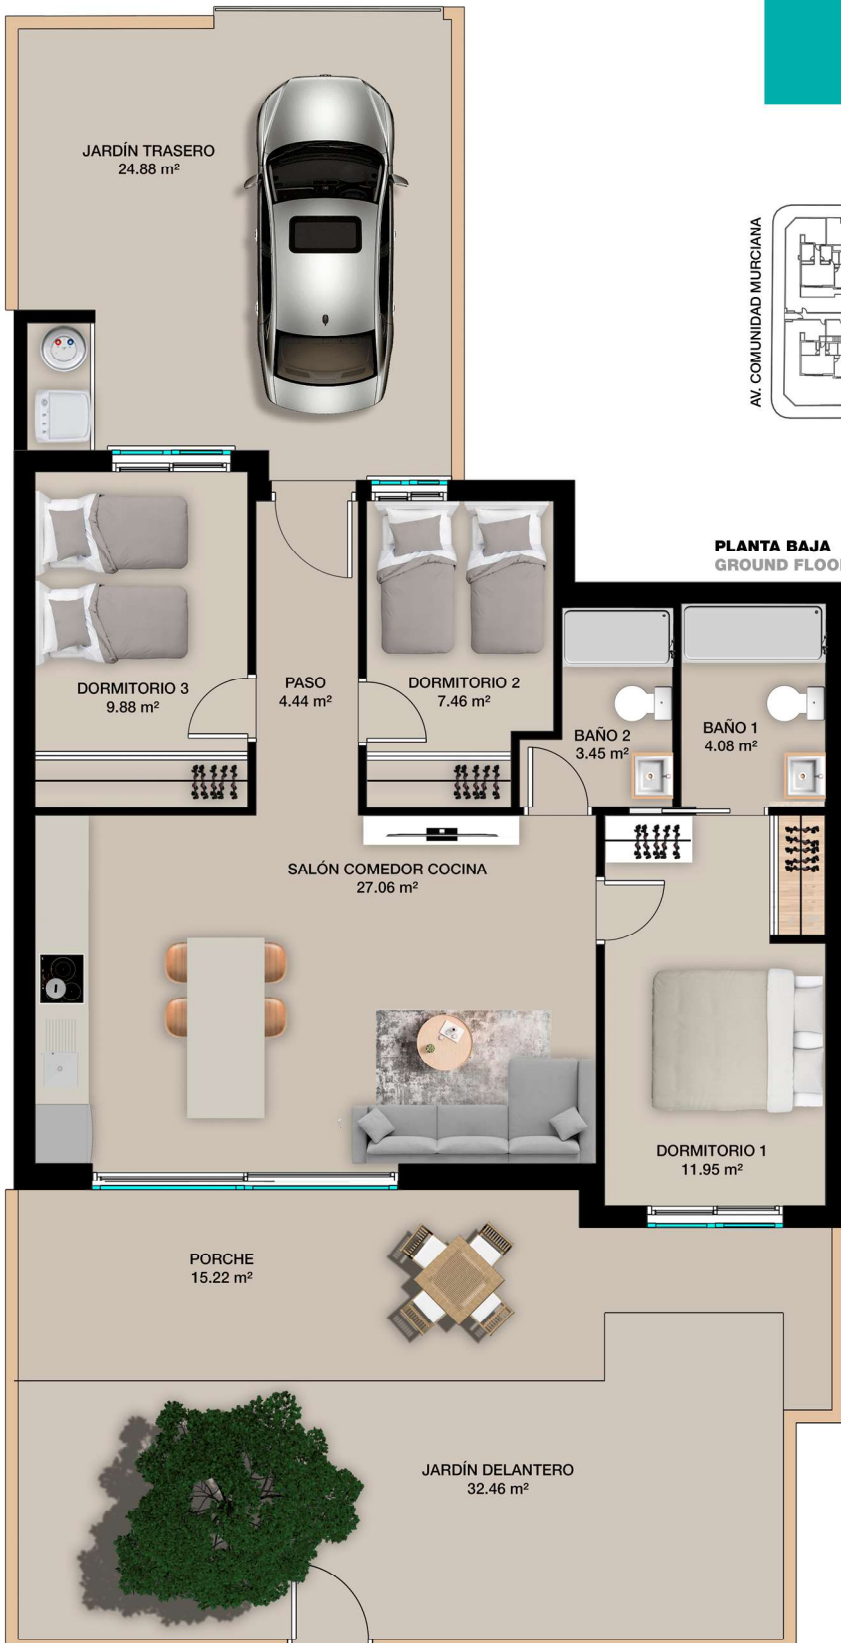 JARDÍN TRASERO
24.88 m²
AV. COMUNIDAD MURCIANA
PLANTA BAJA
GROUND FLOOR
DORMITORIO 3
9.88 m²
PASO
4.44 m²
DORMITORIO 2
7.46 m²
BAÑO 2
3.45 m²
BAÑO 1
4.08 m²
SALÓN COMEDOR COCINA
27.06 m²
DORMITORIO 1
11.95 m²
PORCHE
15.22 m²
JARDÍN DELANTERO
32.46 m²